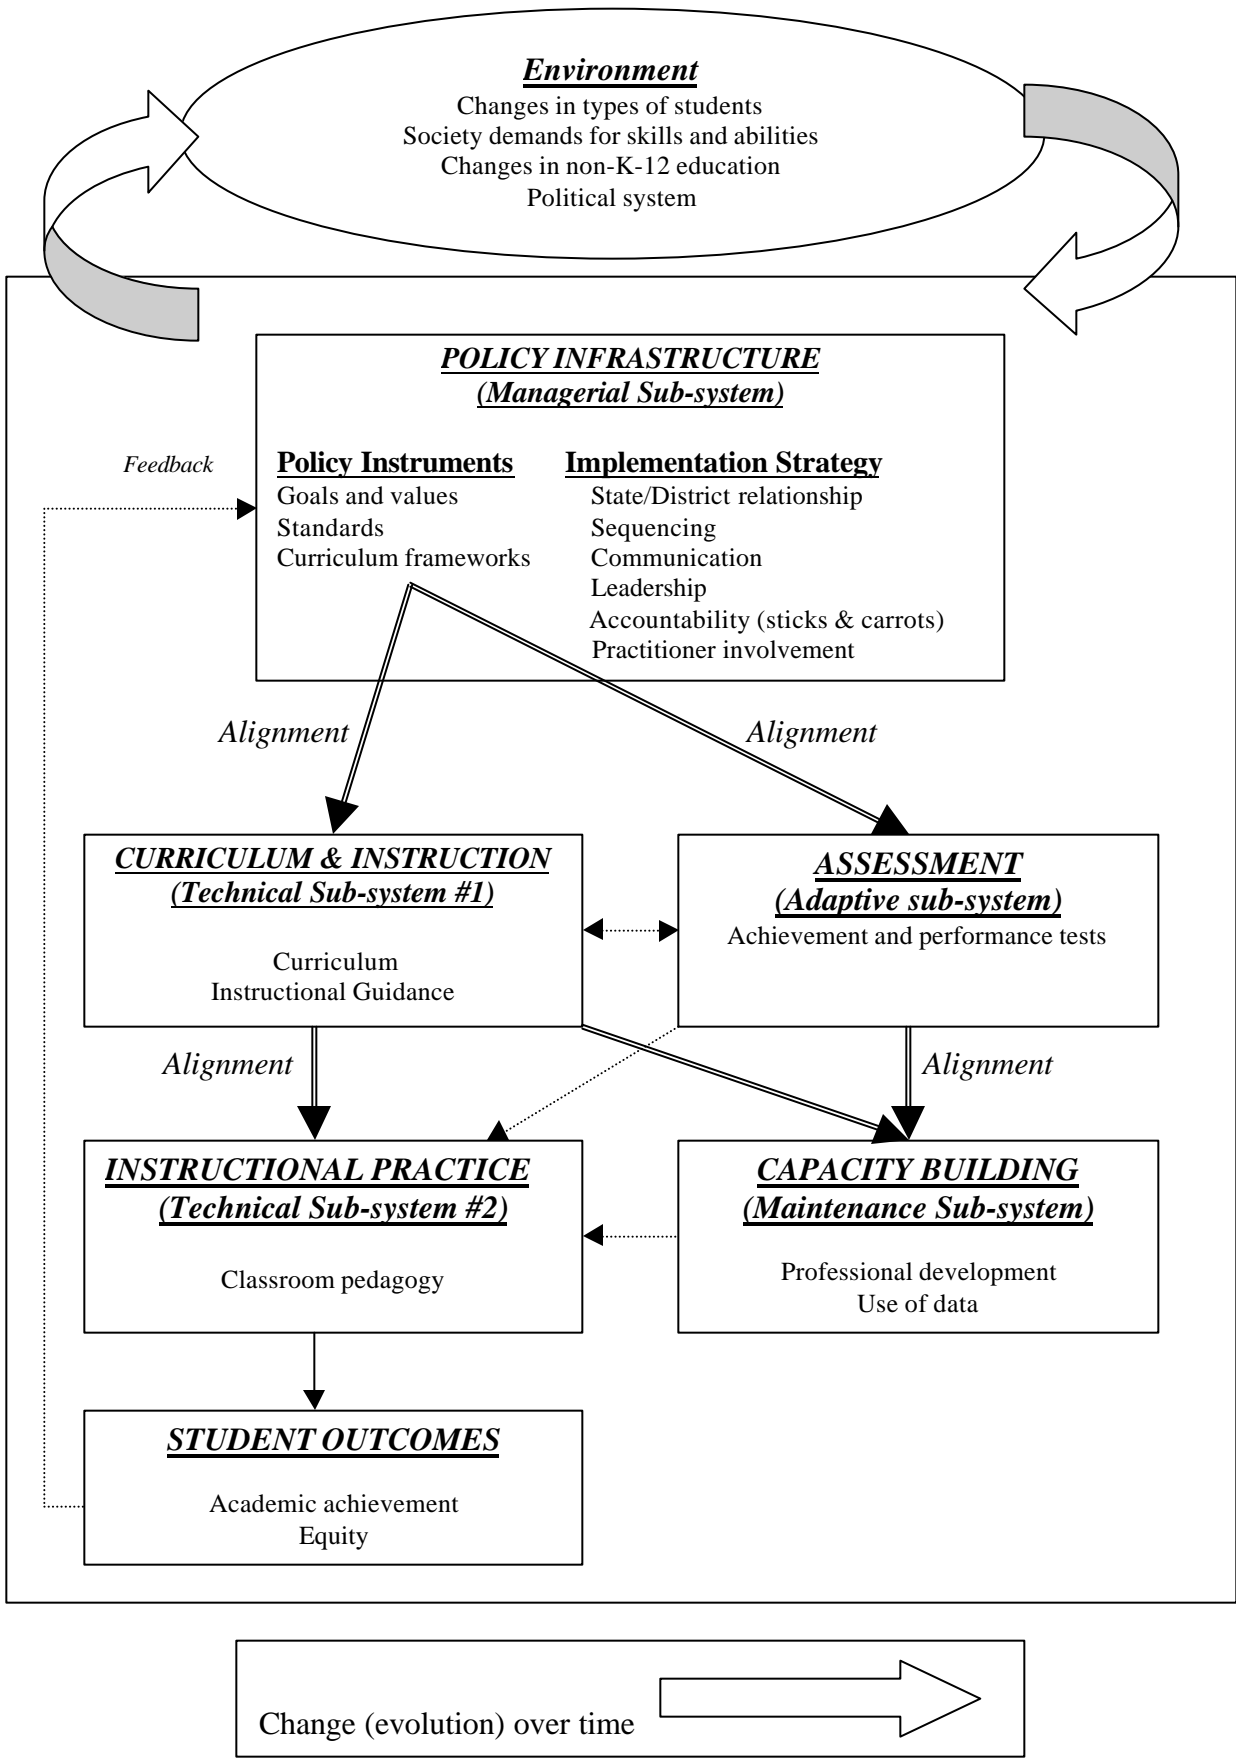 Environment
Changes in types of students
Society demands for skills and abilities
Changes in non-K-12 education
Political system
POLICY INFRASTRUCTURE
(Managerial Sub-system)
Feedback
Policy Instruments
Goals and values
Standards
Curriculum frameworks
Implementation Strategy
State/District relationship
Sequencing
Communication
Leadership
Accountability (sticks & carrots)
Practitioner involvement
Alignment
Alignment
CURRICULUM & INSTRUCTION
(Technical Sub-system #1)
Curriculum
Instructional Guidance
ASSESSMENT
(Adaptive sub-system)
Achievement and performance tests
Alignment
Alignment
INSTRUCTIONAL PRACTICE
(Technical Sub-system #2)
Classroom pedagogy
CAPACITY BUILDING
(Maintenance Sub-system)
Professional development
Use of data
STUDENT OUTCOMES
Academic achievement
Equity
Change (evolution) over time